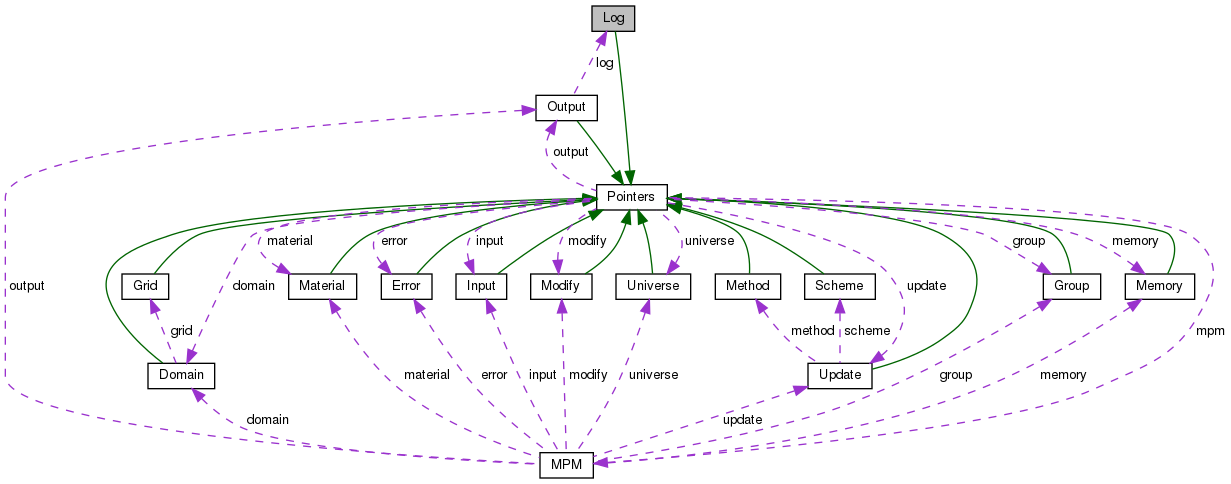 Log
log
Output
output
Pointers
material
error
input
modify
universe
group
memory
domain
update
output
Grid
Material
Error
Input
Modify
Universe
Method
Scheme
Group
Memory
grid
method
scheme
mpm
Domain
Update
material
error
input
modify
universe
group
memory
domain
update
MPM